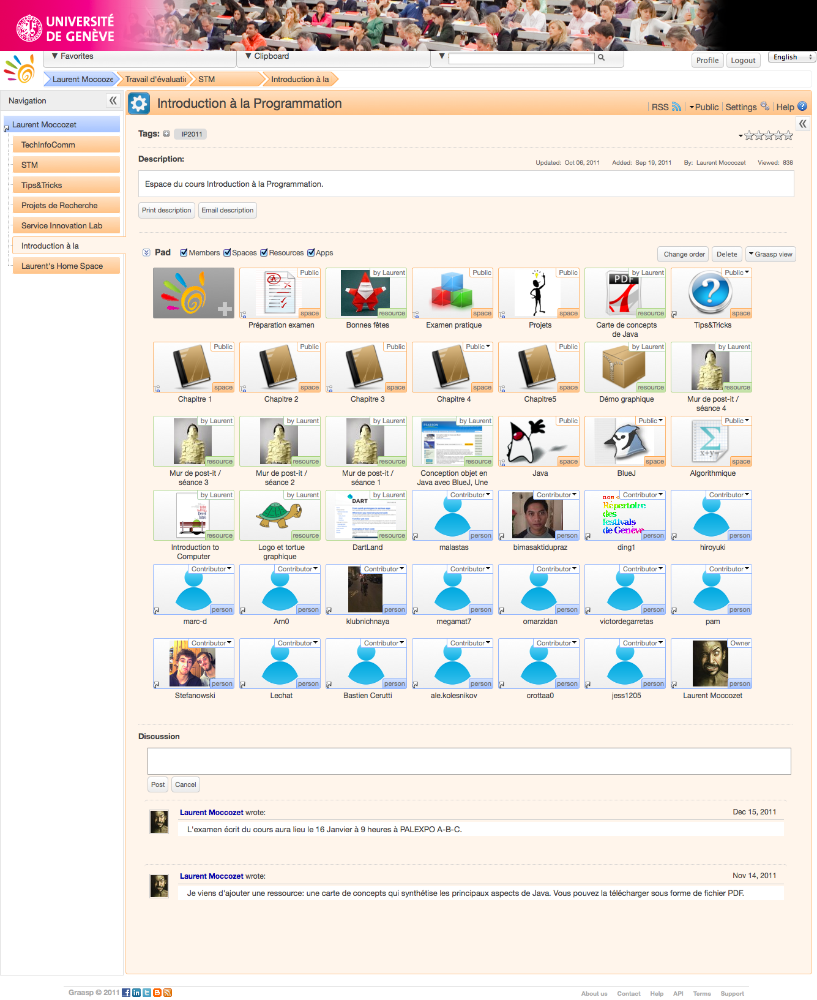 UNIVERSITÉ
DE GENÈVE
▼ Favorites
▼ Clipboard
▼
English
Profile
Logout
Laurent Moccoze
Travail d'évaluatio
STM
Introduction à la
Navigation
Laurent Moccozet
TechInfoComm
STM
Tips&Tricks
Projets de Recherche
Service Innovation Lab
Introduction à la
Laurent's Home Space
Introduction à la Programmation
RSS
Public
Settings
Help
Tags:
IP2011
Description:
Updated: Oct 06, 2011 Added: Sep 19, 2011 By: Laurent Moccozet Viewed: 838
Espace du cours Introduction à la Programmation.
Print description
Email description
Pad
Members Spaces Resources Apps
Change order
Delete
Graasp view
Public by Laurent Public Public by Laurent Public
PDF
space resource space space resource space
Préparation examen
Bonnes fêtes
Examen pratique
Projets
Carte de concepts
de Java
Tips&Tricks
Public Public Public Public Public by Laurent by Laurent
space space space space space resource resource
Chapitre 1
Chapitre 2
Chapitre 3
Chapitre 4
Chapitre5
Démo graphique
Mur de post-it /
séance 4
by Laurent by Laurent by Laurent by Laurent Public Public Public
PEARSON
Σ
x+y=
resource resource resource resource space space space
Mur de post-it /
séance 3
Mur de post-it /
séance 2
Mur de post-it /
séance 1
Conception objet en
Java avec BlueJ, Une
Java
BlueJ
Algorithmique
by Laurent by Laurent by Laurent Contributor Contributor Contributor Contributor
DART
Répertoire
des
festivals
de Genève
resource resource resource person person person person
Introduction to
Computer
Logo et tortue
graphique
DartLand
malastas
bimasaktidupraz
ding1
hiroyuki
Contributor Contributor Contributor Contributor Contributor Contributor Contributor
person person person person person person person
marc-d
Arn0
klubnichnaya
megamat7
omarzidan
victordegarretas
pam
Contributor Contributor Contributor Contributor Contributor Contributor Owner
person person person person person person person
Stefanowski
Lechat
Bastien Cerutti
ale.kolesnikov
crottaa0
jess1205
Laurent Moccozet
Discussion
Post
Cancel
Laurent Moccozet wrote:
Dec 15, 2011
L'examen écrit du cours aura lieu le 16 Janvier à 9 heures à PALEXPO A-B-C.
Laurent Moccozet wrote:
Nov 14, 2011
Je viens d'ajouter une ressource: une carte de concepts qui synthétise les principaux aspects de Java. Vous pouvez la télécharger sous forme de fichier PDF.
Graasp © 2011
About us Contact Help API Terms Support